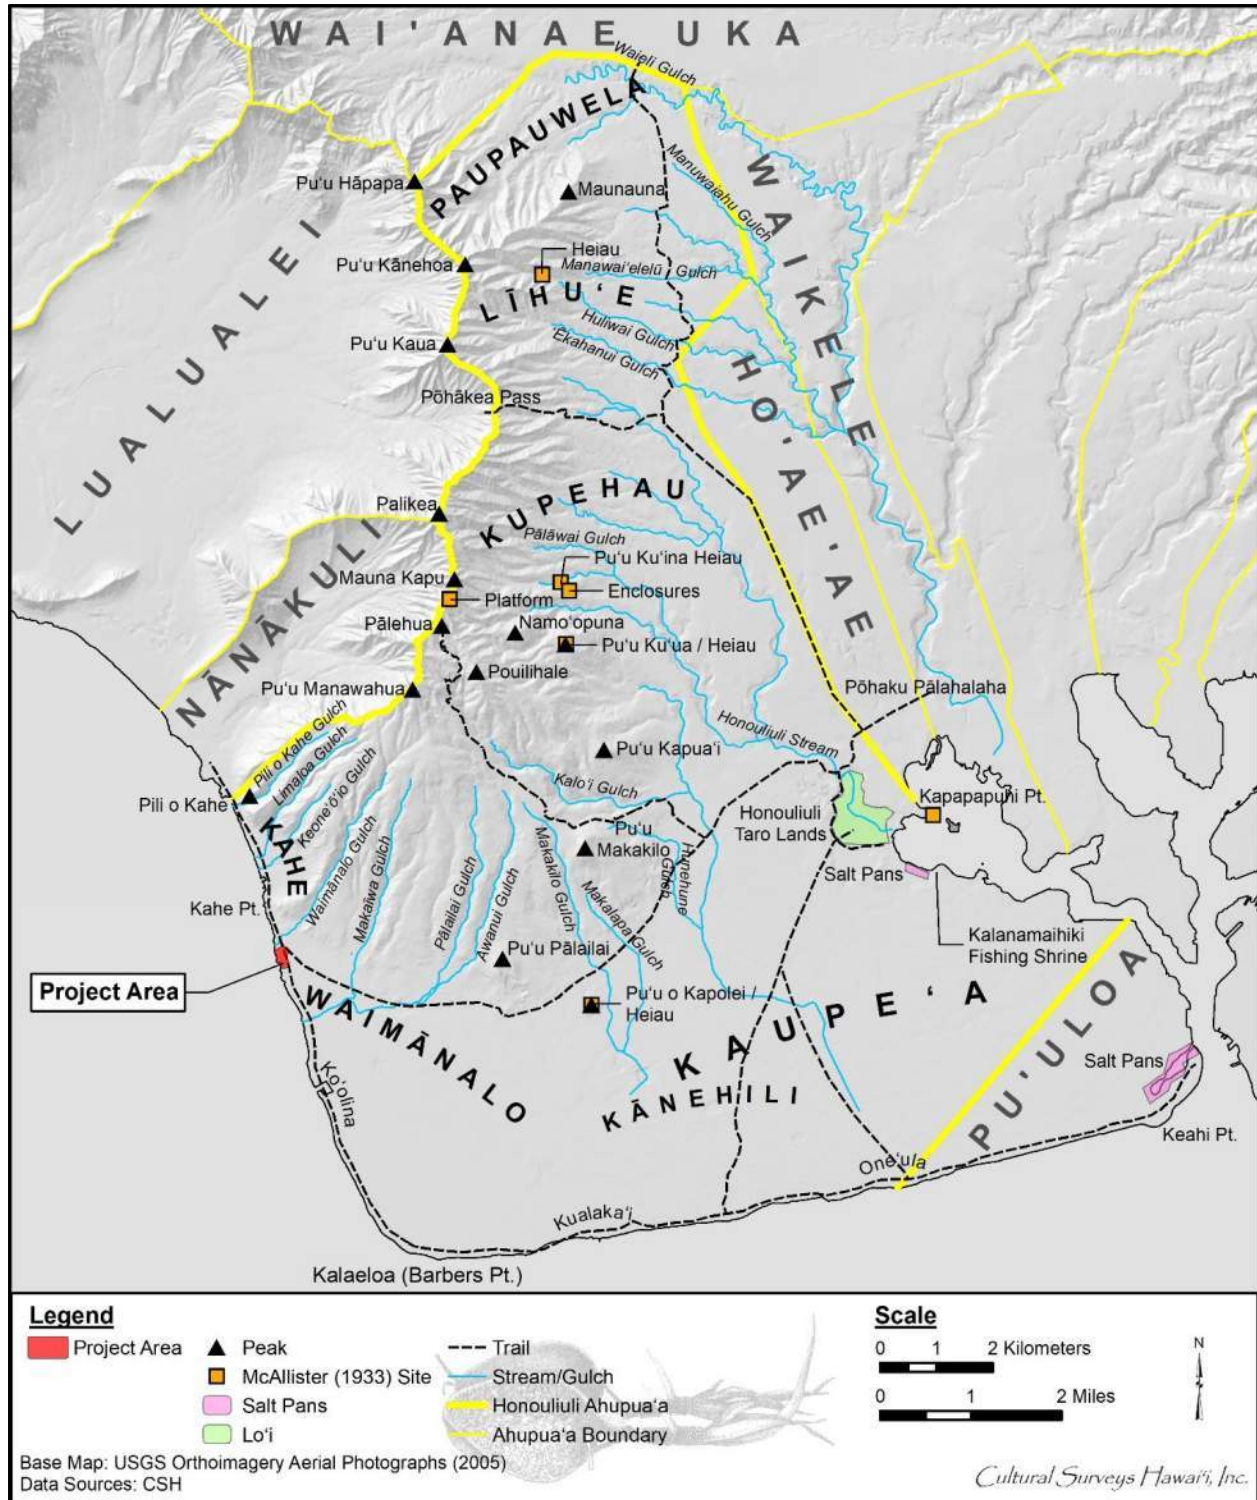 WAI'ANAE UKA
Waieli Gulch
PAUPAUWELA
Pu'u Hāpapa
Maunauna
Manuwaiahu Gulch
WAIKELE
LUALUALEI
Pu'u Kānehoa
Heiau
Manawai'elelū Gulch
LĪHU'E
Huliwai Gulch
Ēkahanui Gulch
Pu'u Kaua
HO'AE'AE
Pōhākea Pass
KUPEHAU
Palikea
NĀNĀKULI
Pālāwai Gulch
Pu'u Ku'ina Heiau
Mauna Kapu
Enclosures
Platform
Namo'opuna
Pālehua
Pu'u Ku'ua / Heiau
Pouilihale
Pu'u Manawahua
Pōhaku Pālahalaha
Honouliuli Stream
Pu'u Kapua'i
Pili o Kahe Gulch
Limaloa Gulch
Keone'ō'io Gulch
Kalo'i Gulch
Pili o Kahe
KAHE
Waimānalo Gulch
Makaīwa Gulch
Pālailai Gulch
Awanui Gulch
Makakilo Gulch
Pu'u
Makakilo
Hunehune
Gulch
Makalapa Gulch
Honouliuli
Taro Lands
Kapapapuhi Pt.
Salt Pans
Kalanamaihiki
Fishing Shrine
Kahe Pt.
Pu'u Pālailai
Project Area
WAIMĀNALO
Pu'u o Kapolei /
Heiau
KAUPE'A
KĀNEHILI
PU'ULOA
Salt Pans
Keahi Pt.
Ko'olina
One'ula
Kualaka'i
Kalaeloa (Barbers Pt.)
Legend
Project Area
Peak
McAllister (1933) Site
Salt Pans
Lo'i
Trail
Stream/Gulch
Honouliuli Ahupua'a
Ahupua'a Boundary
Scale
0 1 2 Kilometers
0 1 2 Miles
N
Base Map: USGS Orthoimagery Aerial Photographs (2005)
Data Sources: CSH
Cultural Surveys Hawai'i, Inc.